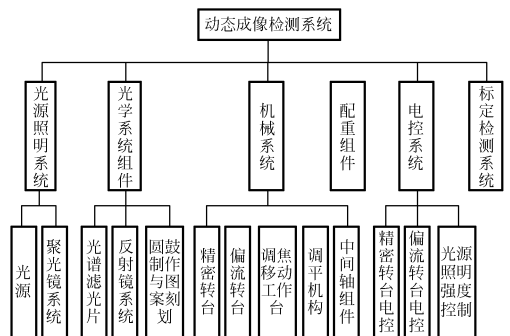 动态成像检测系统
光源照明系统
光学系统组件
机械系统
配重组件
电控系统
标定检测系统
光源
聚光镜系统
光谱滤光片
反射镜系统
圆鼓制作与图案刻划
精密转台
偏流转台
调焦移动工作台
调平机构
中间轴组件
精密转台电控
偏流转台电控
光源照明强度控制